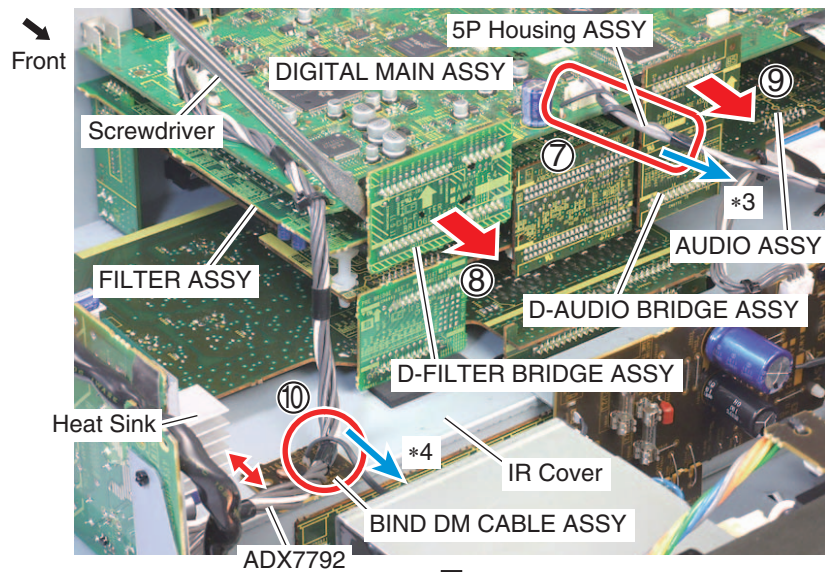 Front
5P Housing ASSY
DIGITAL MAIN ASSY
⑨
Screwdriver
⑦
*3
AUDIO ASSY
FILTER ASSY
⑧
D-AUDIO BRIDGE ASSY
D-FILTER BRIDGE ASSY
⑩
Heat Sink
*4
IR Cover
BIND DM CABLE ASSY
ADX7792